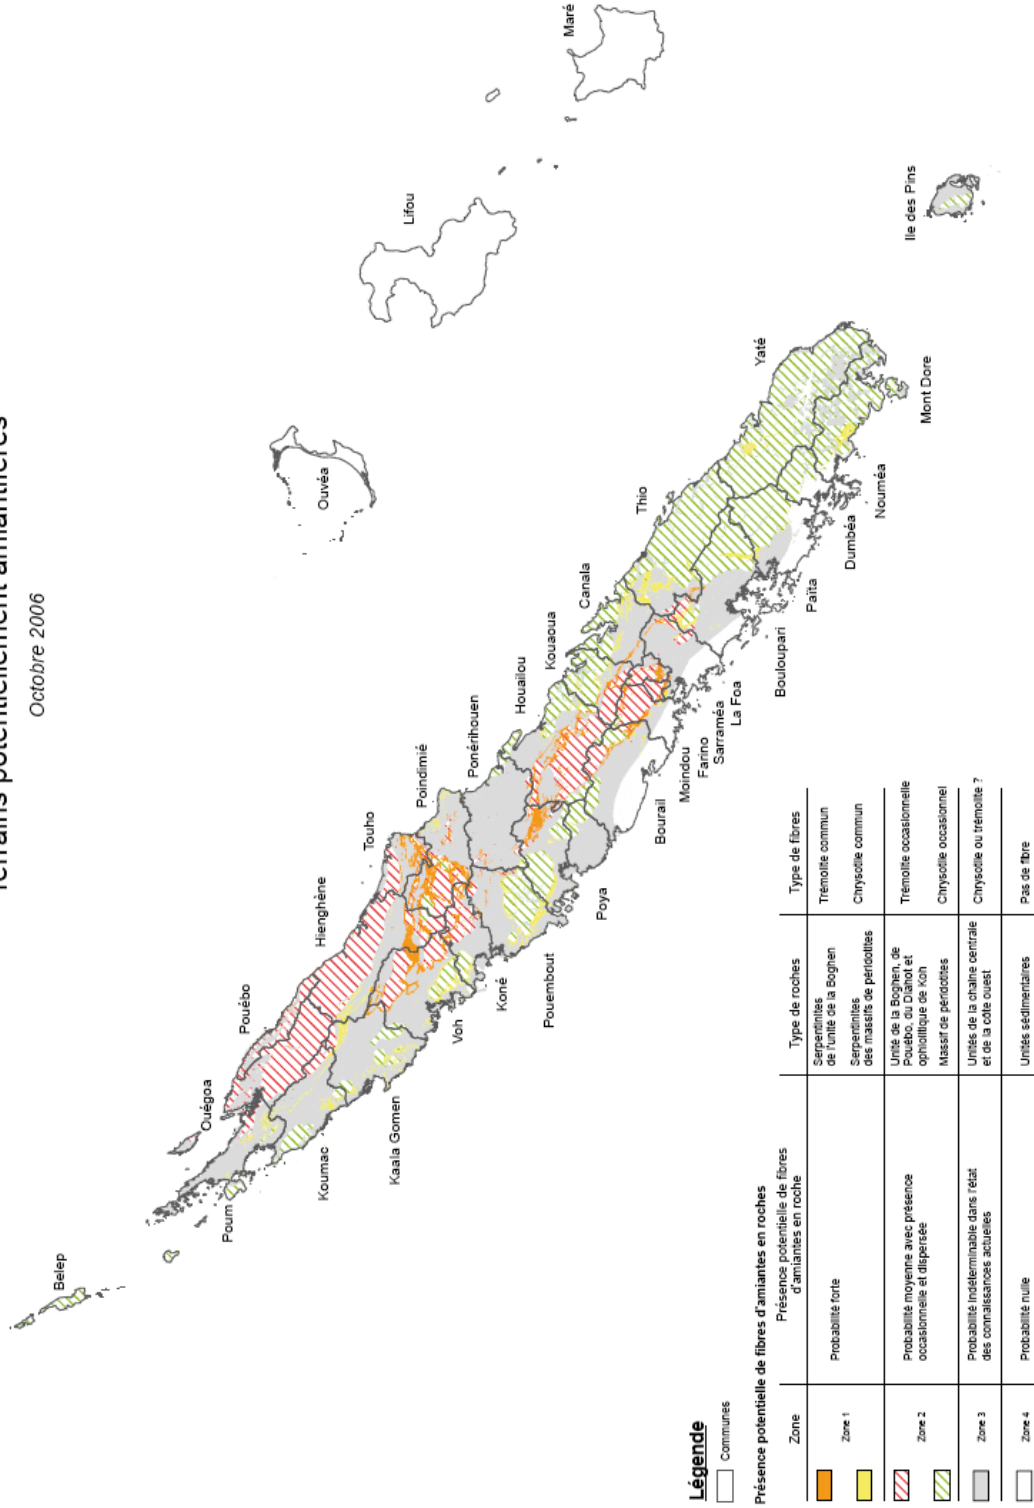 Terrains potentiellement amiantifères
Octobre 2006
Belep
Poum
Ouégoa
Pouébo
Hienghène
Touho
Poindimié
Ponérihouen
Houaïlou
Kouaoua
Canala
Thio
Yaté
Ouvéa
Lifou
Maré
Ile des Pins
Koumac
Kaala Gomen
Voh
Koné
Pouembout
Poya
Bourail
Moindou
Farino
Sarraméa
La Foa
Bouloupari
Païta
Dumbéa
Nouméa
Mont Dore
Légende
Communes
Présence potentielle de fibres d'amiantes en roches
Zone
Présence potentielle de fibres
d'amiantes en roche
Type de roches
Type de fibres
Zone 1
Probabilité forte
Serpentinites
de l'unité de la Boghen
Trémolite commun
Serpentinites
des massifs de péridotites
Chrysotile commun
Zone 2
Probabilité moyenne avec présence
occasionnelle et dispersée
Unité de la Boghen, de
Pouébo, du Diahot et
ophiolitique de Koh
Trémolite occasionnelle
Massif de péridotites
Chrysotile occasionnel
Zone 3
Probabilité indéterminable dans l'état
des connaissances actuelles
Unités de la chaîne centrale
et de la côte ouest
Chrysotile ou trémolite ?
Zone 4
Probabilité nulle
Unités sédimentaires
Pas de fibre